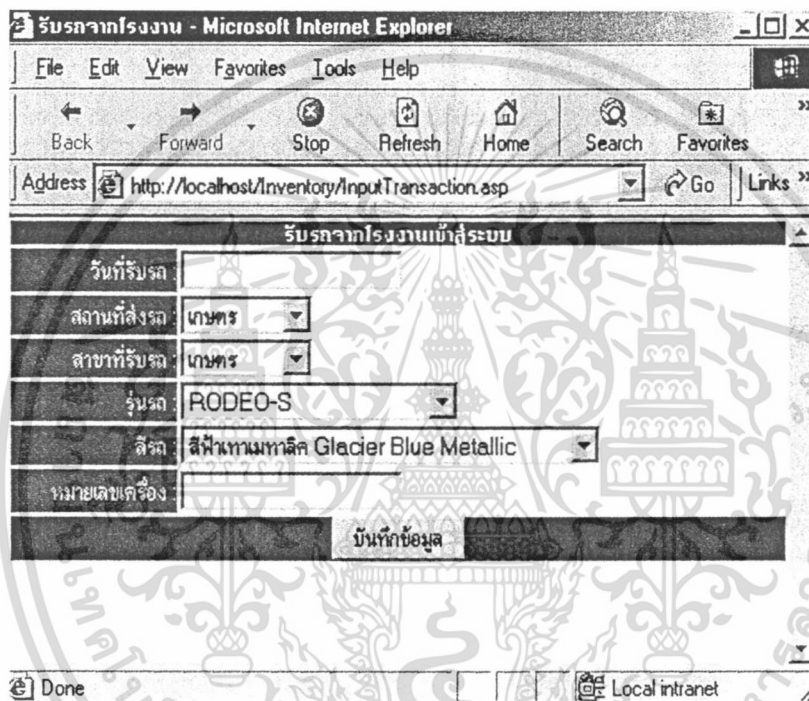 รับรถจากโรงงาน - Microsoft Internet Explorer
File Edit View Favorites Tools Help
Back Forward Stop Refresh Home Search Favorites »
Address http://localhost/Inventory/InputTransaction.asp Go Links »
รับรถจากโรงงานเข้าสู่ระบบ
วันที่รับรถ :
สถานที่ส่งรถ : เกษตร
สาขาที่รับรถ : เกษตร
รุ่นรถ : RODEO-S
สีรถ : สีฟ้าเทาเมทาลิค Glacier Blue Metallic
หมายเลขเครื่อง :
บันทึกข้อมูล
Done Local intranet